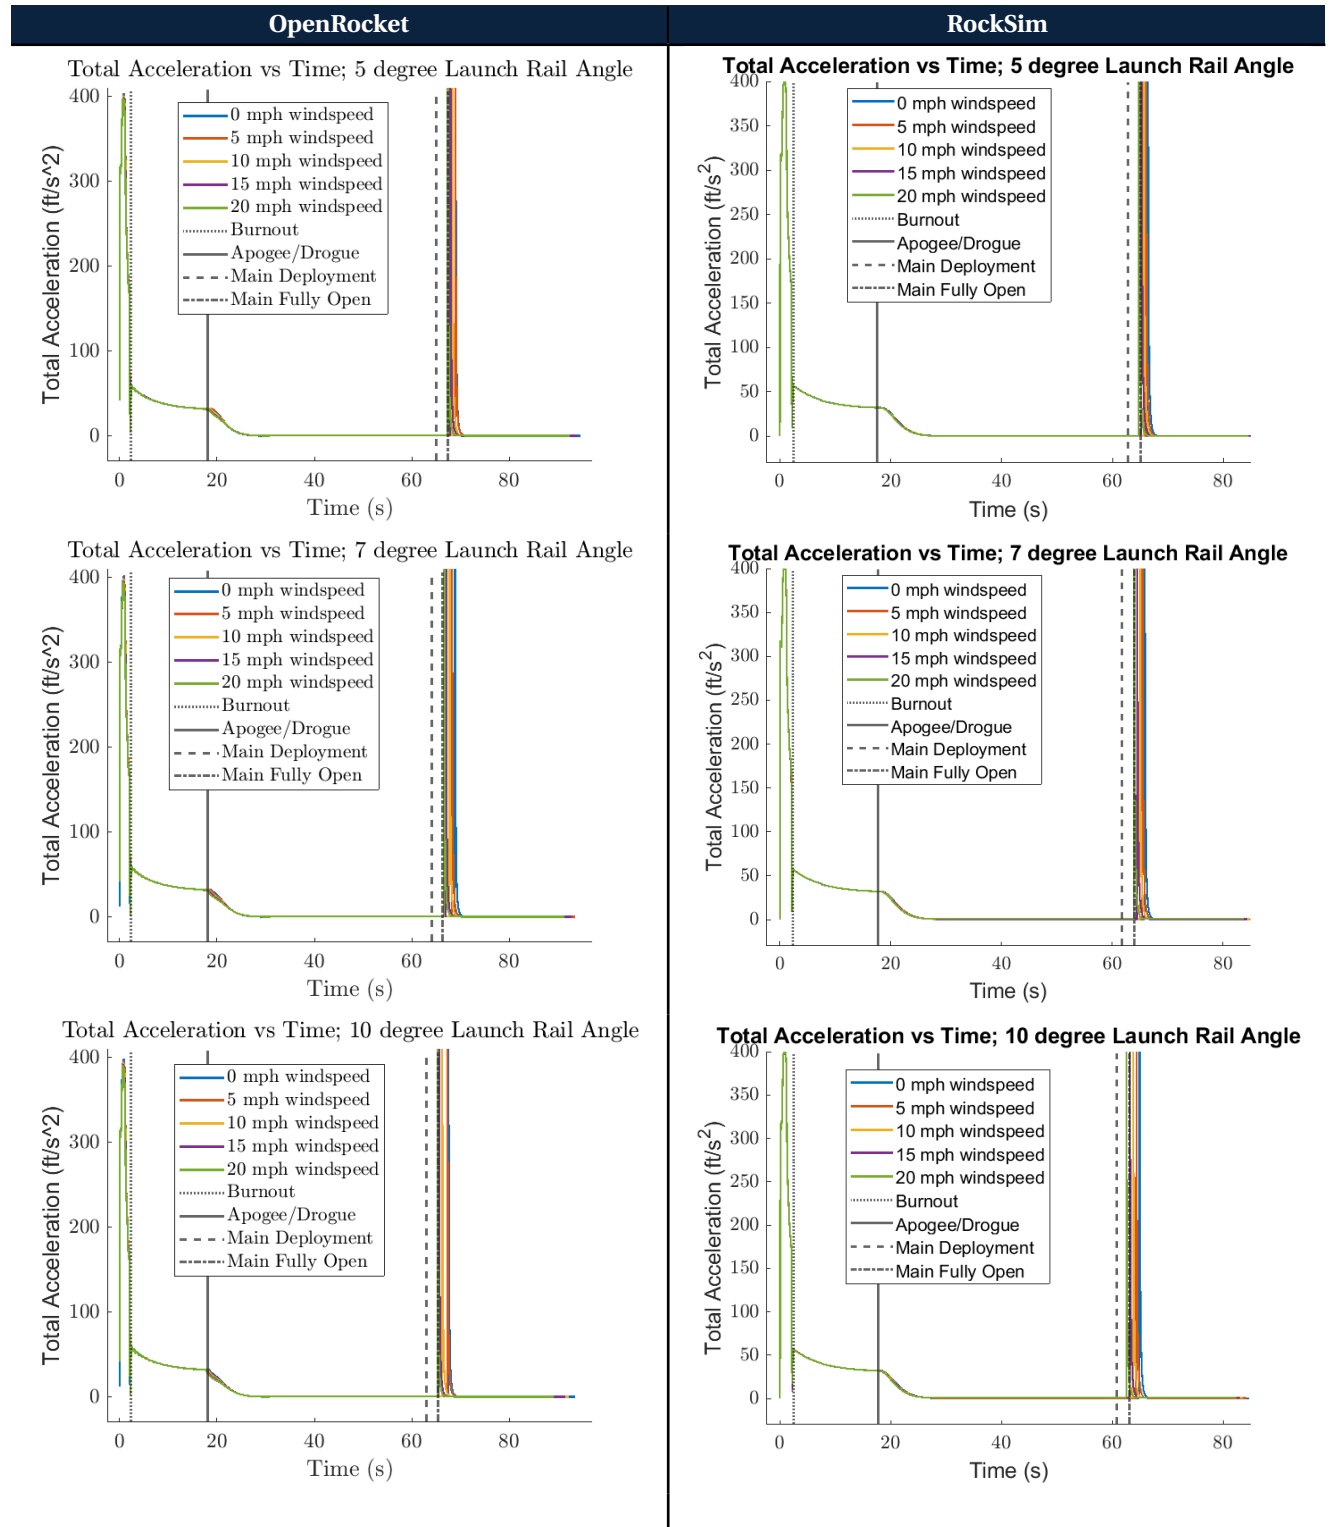 OpenRocket
RockSim
Total Acceleration vs Time; 5 degree Launch Rail Angle
Total Acceleration (ft/s^2)
400
300
200
100
0
0 mph windspeed
5 mph windspeed
10 mph windspeed
15 mph windspeed
20 mph windspeed
Burnout
Apogee/Drogue
Main Deployment
Main Fully Open
0 20 40 60 80
Time (s)
Total Acceleration vs Time; 5 degree Launch Rail Angle
Total Acceleration (ft/s²)
400
350
300
250
200
150
100
50
0
0 mph windspeed
5 mph windspeed
10 mph windspeed
15 mph windspeed
20 mph windspeed
Burnout
Apogee/Drogue
Main Deployment
Main Fully Open
0 20 40 60 80
Time (s)
Total Acceleration vs Time; 7 degree Launch Rail Angle
Total Acceleration (ft/s^2)
400
300
200
100
0
0 mph windspeed
5 mph windspeed
10 mph windspeed
15 mph windspeed
20 mph windspeed
Burnout
Apogee/Drogue
Main Deployment
Main Fully Open
0 20 40 60 80
Time (s)
Total Acceleration vs Time; 7 degree Launch Rail Angle
Total Acceleration (ft/s²)
400
350
300
250
200
150
100
50
0
0 mph windspeed
5 mph windspeed
10 mph windspeed
15 mph windspeed
20 mph windspeed
Burnout
Apogee/Drogue
Main Deployment
Main Fully Open
0 20 40 60 80
Time (s)
Total Acceleration vs Time; 10 degree Launch Rail Angle
Total Acceleration (ft/s^2)
400
300
200
100
0
0 mph windspeed
5 mph windspeed
10 mph windspeed
15 mph windspeed
20 mph windspeed
Burnout
Apogee/Drogue
Main Deployment
Main Fully Open
0 20 40 60 80
Time (s)
Total Acceleration vs Time; 10 degree Launch Rail Angle
Total Acceleration (ft/s²)
400
350
300
250
200
150
100
50
0
0 mph windspeed
5 mph windspeed
10 mph windspeed
15 mph windspeed
20 mph windspeed
Burnout
Apogee/Drogue
Main Deployment
Main Fully Open
0 20 40 60 80
Time (s)